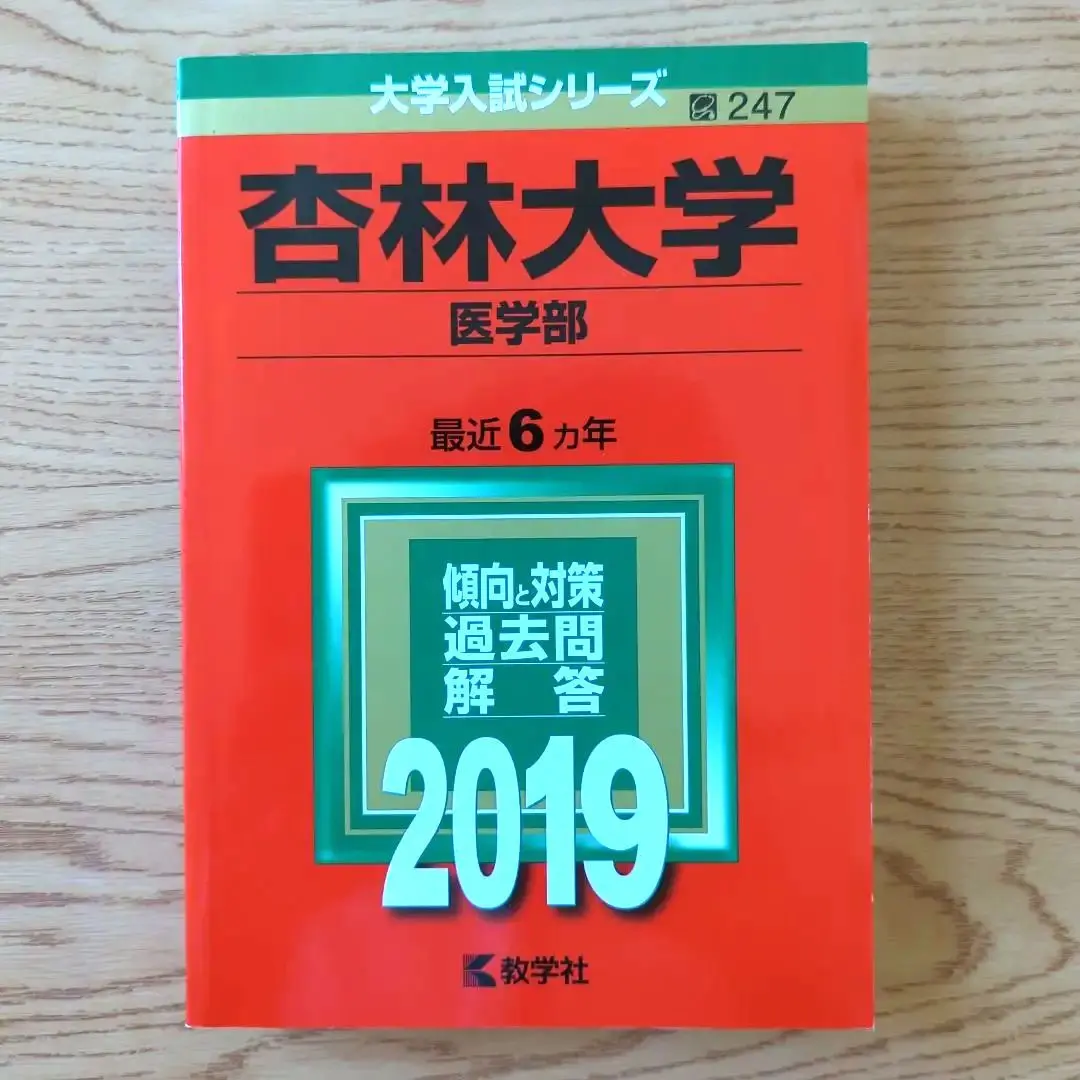 大学入試シリーズ
247
杏林大学
医学部
最近6カ年
傾向と対策
過去問
解答
2019
教学社